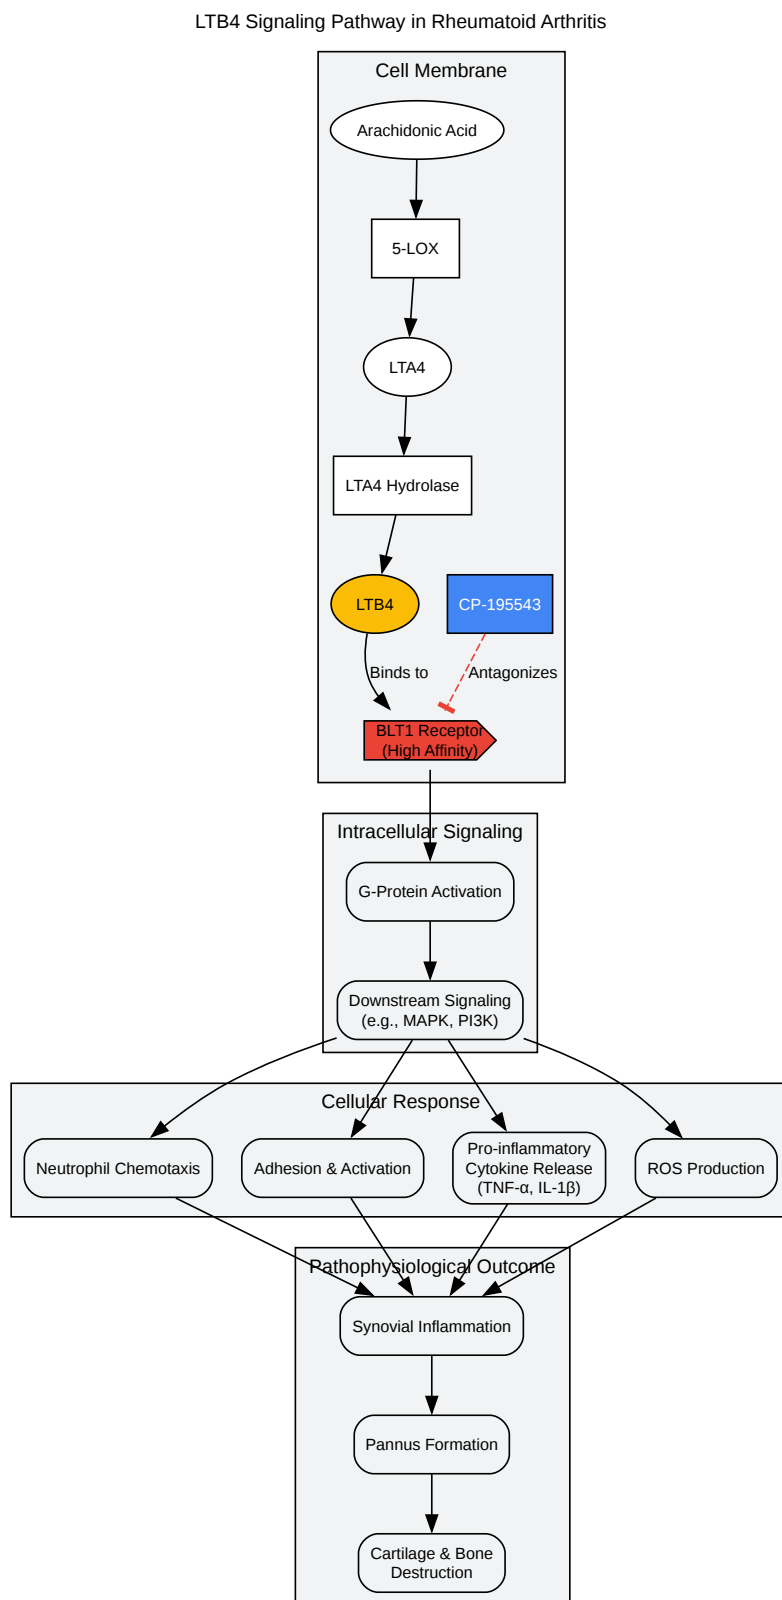 LTB4 Signaling Pathway in Rheumatoid Arthritis
Cell Membrane
Arachidonic Acid
5-LOX
LTA4
LTA4 Hydrolase
LTB4
CP-195543
Binds to
Antagonizes
BLT1 Receptor
(High Affinity)
Intracellular Signaling
G-Protein Activation
Downstream Signaling
(e.g., MAPK, PI3K)
Cellular Response
Neutrophil Chemotaxis
Adhesion & Activation
Pro-inflammatory
Cytokine Release
(TNF-α, IL-1β)
ROS Production
Pathophysiological Outcome
Synovial Inflammation
Pannus Formation
Cartilage & Bone
Destruction